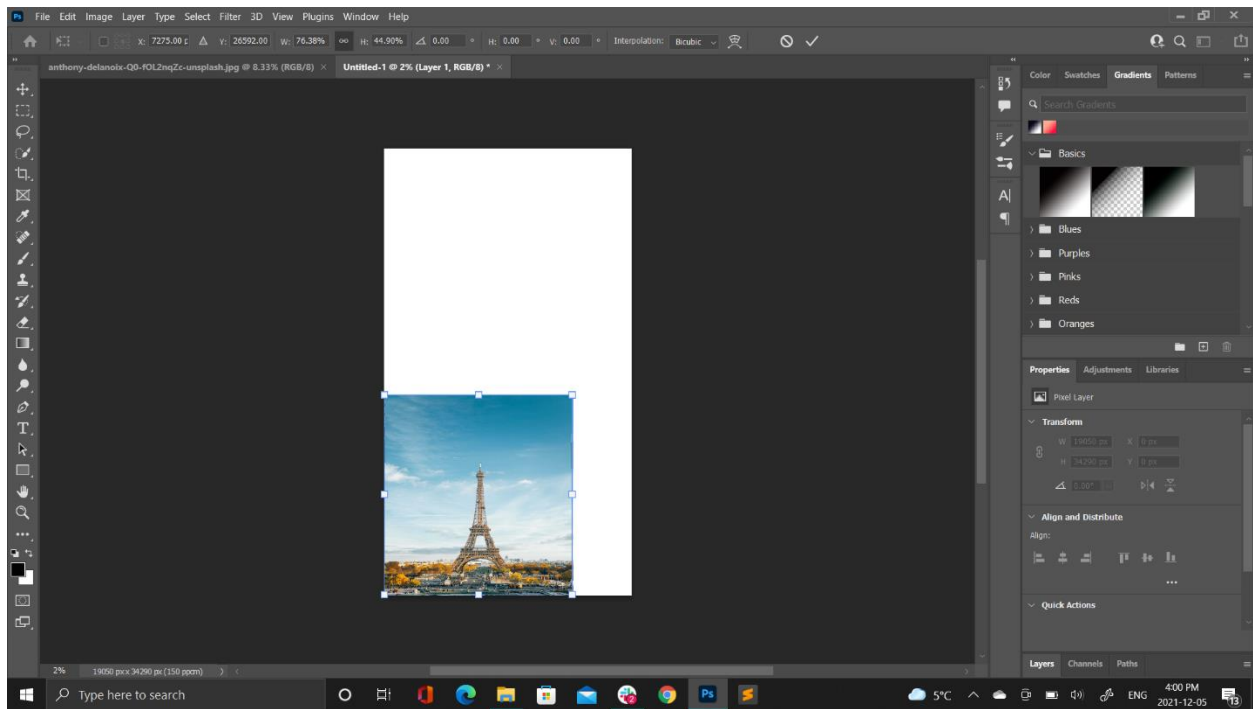 Ps File Edit Image Layer Type Select Filter 3D View Plugins Window Help
X: 7275.00 p Y: 26592.00 W: 76.38% H: 44.90% 0.00 ° H: 0.00 ° V: 0.00 ° Interpolation: Bicubic
anthony-delanoix-Q0-fOL2nqZc-unsplash.jpg @ 8.33% (RGB/8) × Untitled-1 @ 2% (Layer 1, RGB/8) * ×
Color Swatches Gradients Patterns
Search Gradients
Basics
Blues
Purples
Pinks
Reds
Oranges
Properties Adjustments Libraries
Pixel Layer
Transform
W 19050 px X 0 px
H 34290 px Y 0 px
0.00°
Align and Distribute
Align:
Quick Actions
Layers Channels Paths
2% 19050 px x 34290 px (150 ppcm)
Type here to search
Ps
5°C
ENG
4:00 PM
2021-12-05
13